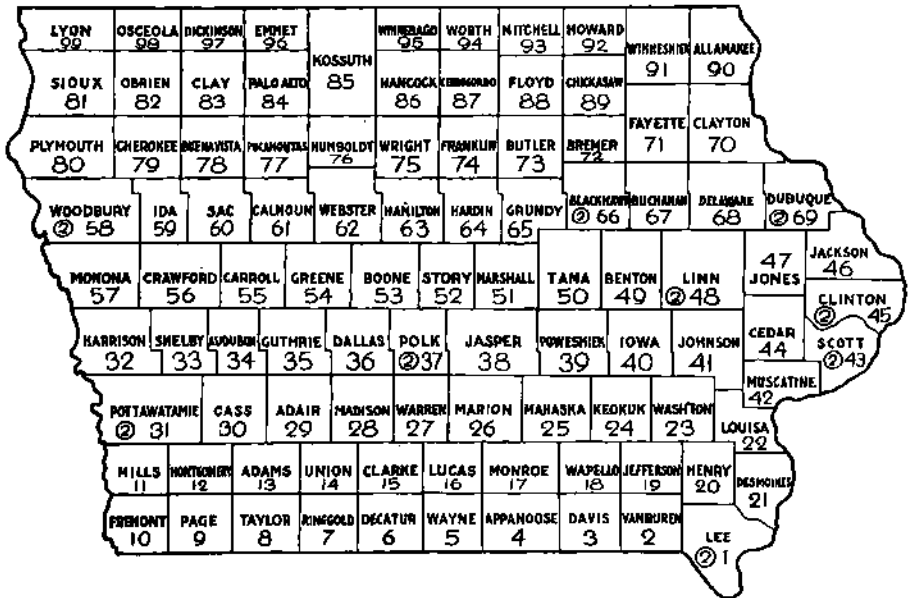 LYON OSCEOLA DICKINSON EMMET WINNEBAGO WORTH MITCHELL HOWARD
99 98 97 96 95 94 93 92
KOSSUTH WINNESHIEK ALLAMAKEE
85 91 90
SIOUX OBRIEN CLAY PALO ALTO HANCOCK CERROGORDO FLOYD CHICKASAW
81 82 83 84 86 87 88 89
FAYETTE CLAYTON
71 70
PLYMOUTH CHEROKEE BUENAVISTA POCAHONTAS HUMBOLDT WRIGHT FRANKLIN BUTLER BREMER
80 79 78 77 76 75 74 73 72
WOODBURY IDA SAC CALHOUN WEBSTER HAMILTON HARDIN GRUNDY BLACKHAWK BUCHANAN DELAWARE DUBUQUE
② 58 59 60 61 62 63 64 65 ② 66 67 68 ② 69
MONONA CRAWFORD CARROLL GREENE BOONE STORY MARSHALL TAMA BENTON LINN 47 JONES JACKSON
57 56 55 54 53 52 51 50 49 ② 48 46
CLINTON
② 45
HARRISON SHELBY AUDUBON GUTHRIE DALLAS POLK JASPER POWESHIEK IOWA JOHNSON CEDAR SCOTT
32 33 34 35 36 ② 37 38 39 40 41 44 ② 43
MUSCATINE
42
POTTAWATAMIE CASS ADAIR MADISON WARREN MARION MAHASKA KEOKUK WASH'TON LOUISA
② 31 30 29 28 27 26 25 24 23 22
MILLS MONTGOMERY ADAMS UNION CLARKE LUCAS MONROE WAPELLO JEFFERSON HENRY DESMOINES
11 12 13 14 15 16 17 18 19 20 21
FREMONT PAGE TAYLOR RINGGOLD DECATUR WAYNE APPANOOSE DAVIS VANBUREN LEE
10 9 8 7 6 5 4 3 2 ② 1